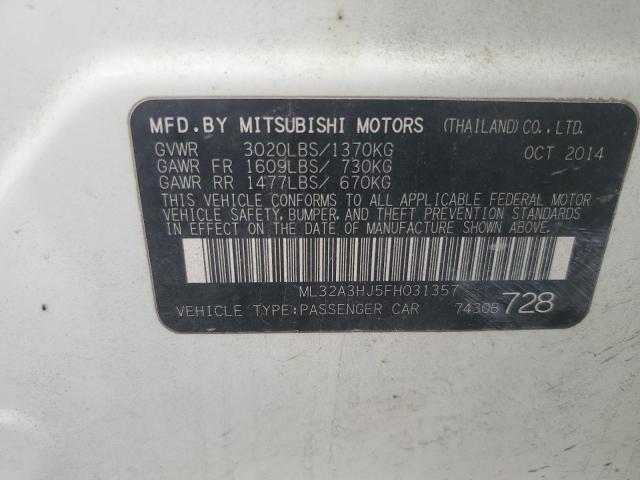 MFD.BY MITSUBISHI MOTORS (THAILAND) CO., LTD.
GVWR 3020LBS/1370KG OCT 2014
GAWR FR 1609LBS/ 730KG
GAWR RR 1477LBS/ 670KG
THIS VEHICLE CONFORMS TO ALL APPLICABLE FEDERAL MOTOR
VEHICLE SAFETY, BUMPER, AND THEFT PREVENTION STANDARDS
IN EFFECT ON THE DATE OF MANUFACTURE SHOWN ABOVE.
ML32A3HJ5FH031357
VEHICLE TYPE:PASSENGER CAR 7430B 728